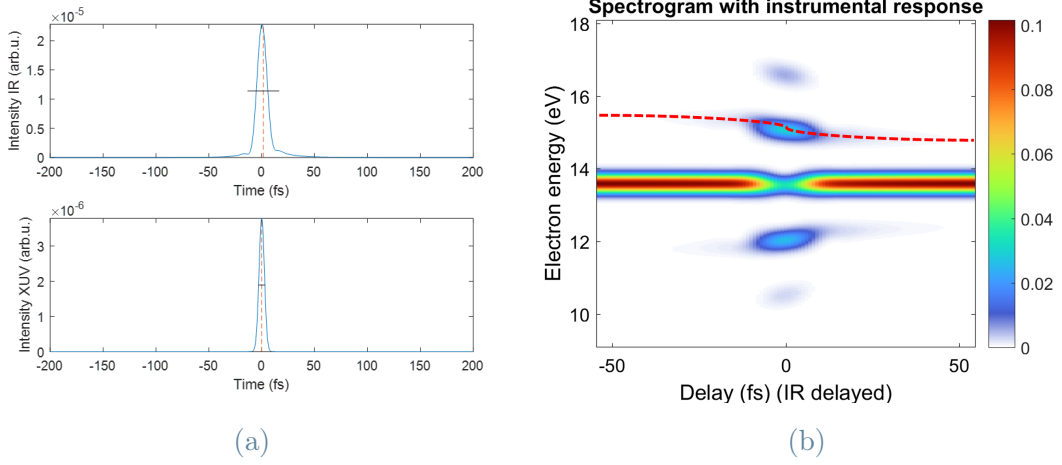 ×10⁻⁵
Intensity IR (arb.u.)
2
1.5
1
0.5
0
-200 -150 -100 -50 0 50 100 150 200
Time (fs)
×10⁻⁶
Intensity XUV (arb.u.)
3
2
1
0
-200 -150 -100 -50 0 50 100 150 200
Time (fs)
(a)
Spectrogram with instrumental response
Electron energy (eV)
18
16
14
12
10
-50 0 50
Delay (fs) (IR delayed)
0.1
0.08
0.06
0.04
0.02
0
(b)